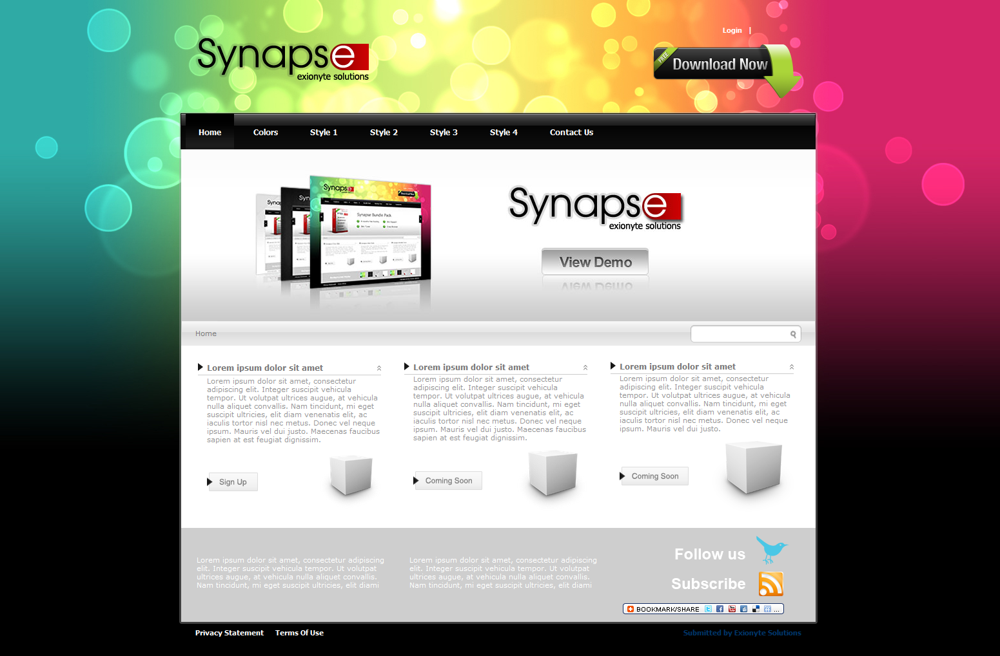 Login |
Synapse
exionyte solutions
FREE
Download Now
Home Colors Style 1 Style 2 Style 3 Style 4 Contact Us
Synapse
Synapse Bundle Pack
Synapse
exionyte solutions
View Demo
Home
Lorem ipsum dolor sit amet
Lorem ipsum dolor sit amet, consectetur
adipiscing elit. Integer suscipit vehicula
tempor. Ut volutpat ultrices augue, at vehicula
nulla aliquet convallis. Nam tincidunt, mi eget
suscipit ultricies, elit diam venenatis elit, ac
iaculis tortor nisl nec metus. Donec vel neque
ipsum. Mauris vel dui justo. Maecenas faucibus
sapien at est feugiat dignissim.
Sign Up
Lorem ipsum dolor sit amet
Lorem ipsum dolor sit amet, consectetur
adipiscing elit. Integer suscipit vehicula
tempor. Ut volutpat ultrices augue, at vehicula
nulla aliquet convallis. Nam tincidunt, mi eget
suscipit ultricies, elit diam venenatis elit, ac
iaculis tortor nisl nec metus. Donec vel neque
ipsum. Mauris vel dui justo. Maecenas faucibus
sapien at est feugiat dignissim.
Coming Soon
Lorem ipsum dolor sit amet
Lorem ipsum dolor sit amet, consectetur
adipiscing elit. Integer suscipit vehicula
tempor. Ut volutpat ultrices augue, at vehicula
nulla aliquet convallis. Nam tincidunt, mi eget
suscipit ultricies, elit diam venenatis elit, ac
iaculis tortor nisl nec metus. Donec vel neque
ipsum. Mauris vel dui justo.
Coming Soon
Lorem ipsum dolor sit amet, consectetur adipiscing
elit. Integer suscipit vehicula tempor. Ut volutpat
ultrices augue, at vehicula nulla aliquet convallis.
Nam tincidunt, mi eget suscipit ultricies, elit diami
Lorem ipsum dolor sit amet, consectetur adipiscing
elit. Integer suscipit vehicula tempor. Ut volutpat
ultrices augue, at vehicula nulla aliquet convallis.
Nam tincidunt, mi eget suscipit ultricies, elit diami
Follow us
Subscribe
BOOKMARK/SHARE ...
Privacy Statement Terms Of Use
Submitted by Exionyte Solutions